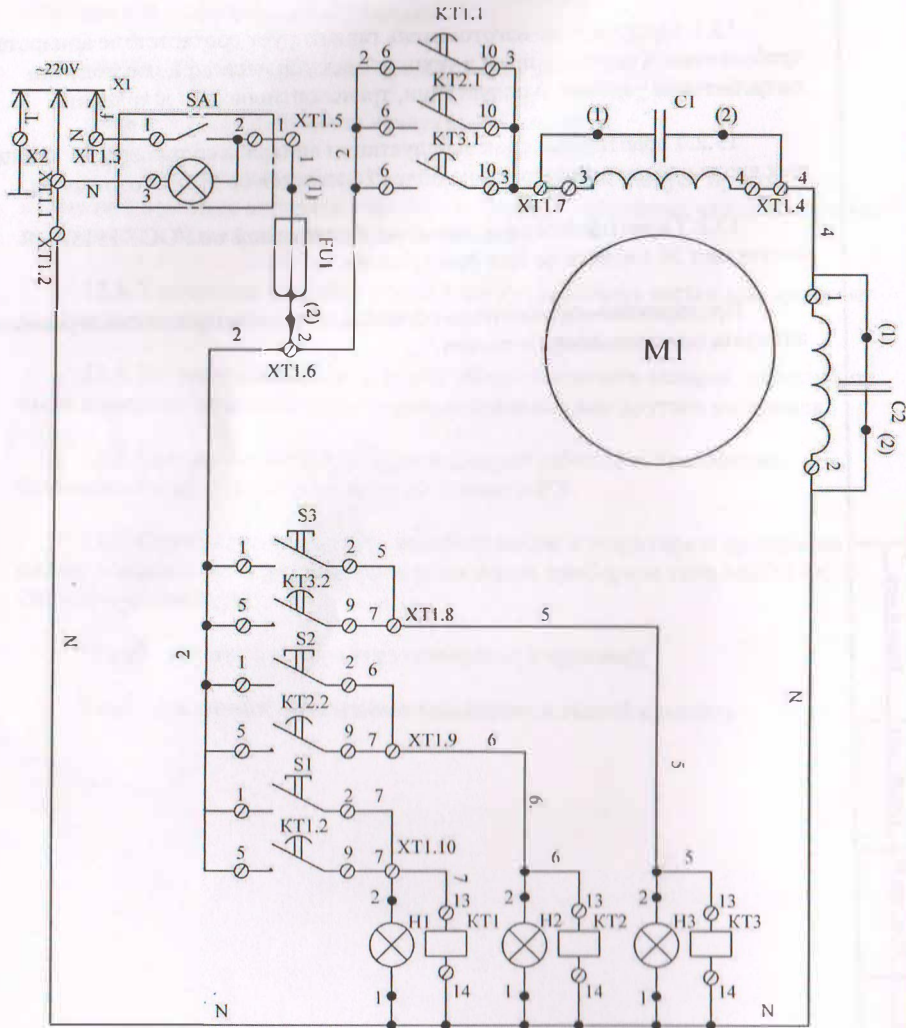 KT1.1
6 10
2 3
~220V
X1
SA1
KT2.1
6 10
C1
(1) (2)
L
1 2 1
XT1.5
N
X2
XT1.3
KT3.1
2
6 10 3
3 3
4 4
XT1.7
XT1.4
XT1.1
N
3
1
(1)
FU1
XT1.2
4
(2)
2
2
XT1.6
1
(1)
M1
C2
(2)
2
S3
1 2 5
KT3.2
5 9 7
XT1.8
5
N
2
S2
1 2 6
KT2.2
5 9 7
XT1.9
6
N
S1
1 2 7
5
6.
KT1.2
5 9 7
XT1.10
7
6
5
2 13
2 13
2 13
H1 KT1 H2 KT2 H3 KT3
1 14
1 14
1 14
N
N